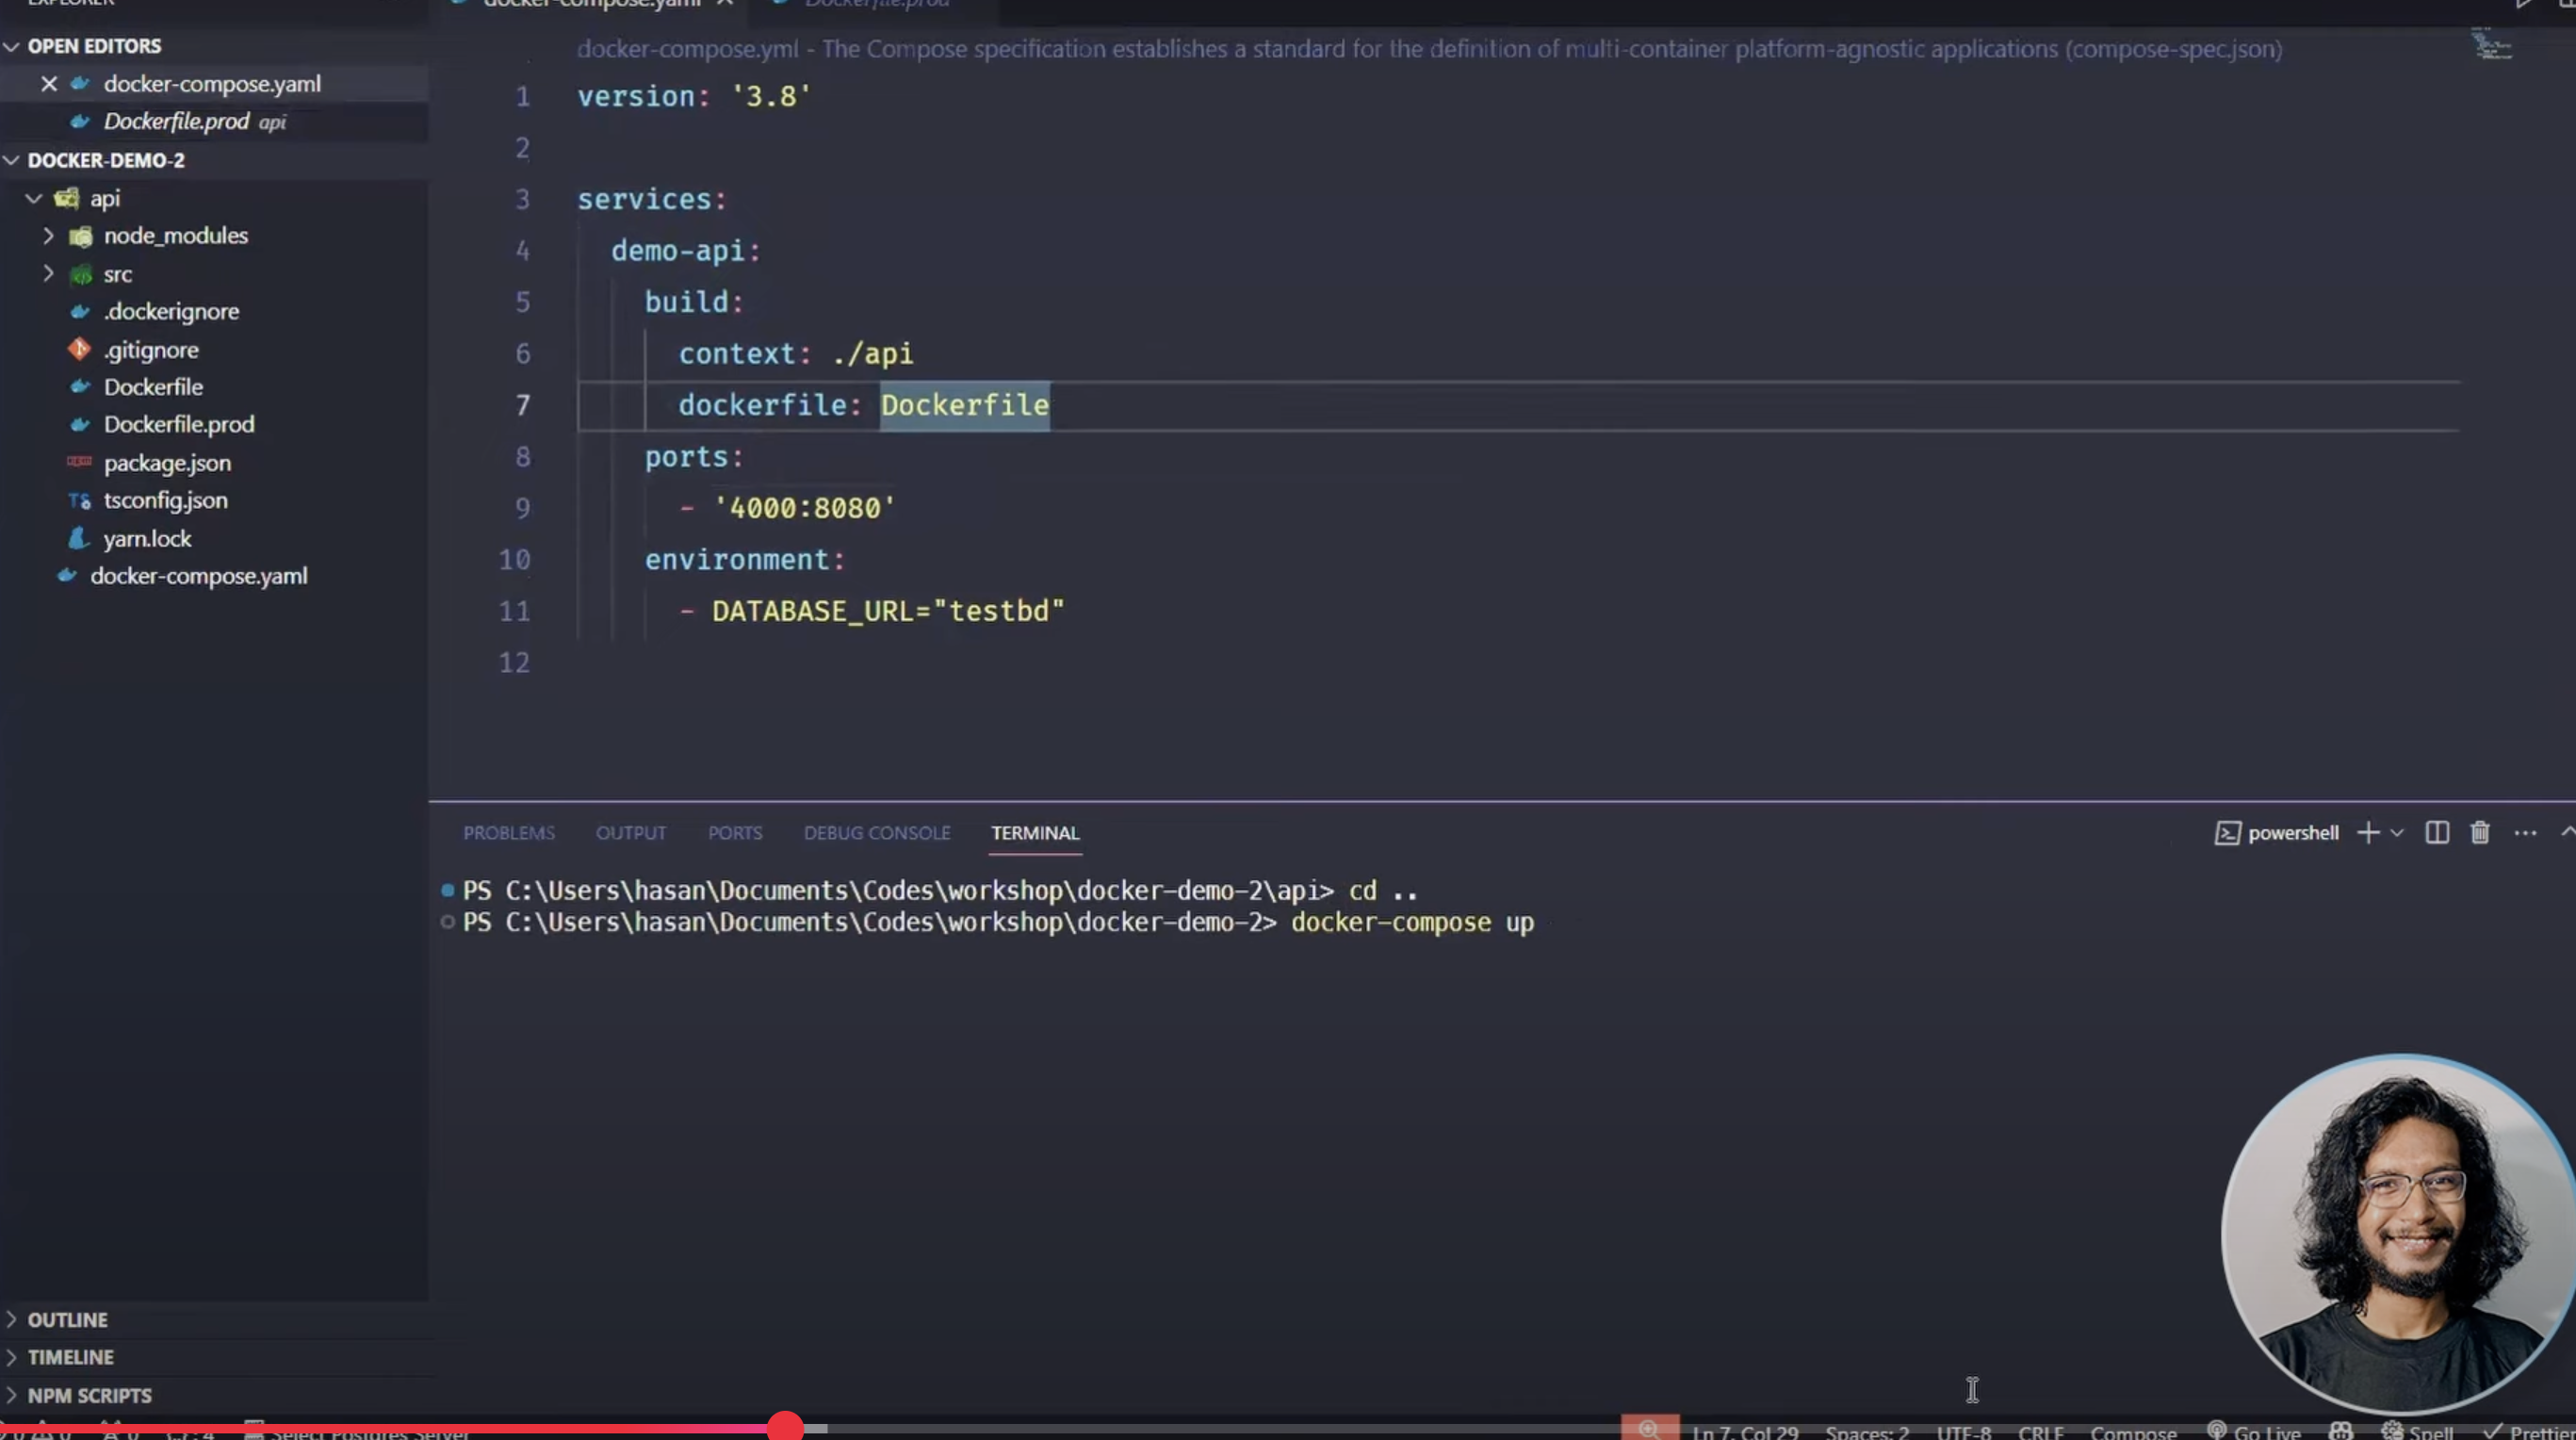 EXPLORER
OPEN EDITORS
docker-compose.yaml
Dockerfile.prod api
DOCKER-DEMO-2
api
node_modules
src
.dockerignore
.gitignore
Dockerfile
Dockerfile.prod
package.json
tsconfig.json
yarn.lock
docker-compose.yaml
OUTLINE
TIMELINE
NPM SCRIPTS
docker-compose.yaml
Dockerfile.prod
docker-compose.yml - The Compose specification establishes a standard for the definition of multi-container platform-agnostic applications (compose-spec.json)
1 version: '3.8'
2
3 services:
4 demo-api:
5 build:
6 context: ./api
7 dockerfile: Dockerfile
8 ports:
9 - '4000:8080'
10 environment:
11 - DATABASE_URL="testbd"
12
PROBLEMS OUTPUT PORTS DEBUG CONSOLE TERMINAL powershell
PS C:\Users\hasan\Documents\Codes\workshop\docker-demo-2\api> cd ..
PS C:\Users\hasan\Documents\Codes\workshop\docker-demo-2> docker-compose up
Select Postgres Server Ln 7, Col 29 Spaces: 2 UTF-8 CRLF Compose Go Live Spell